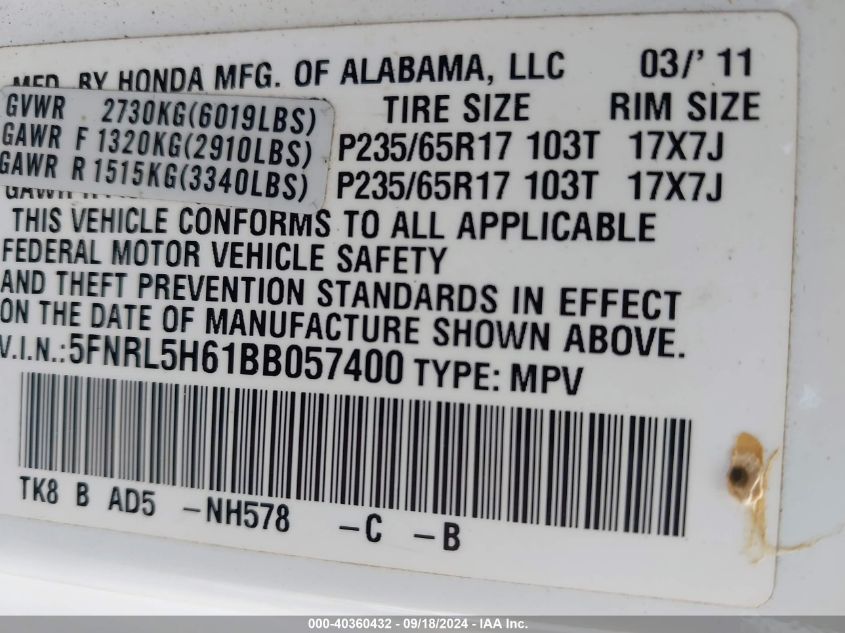 MFD. BY HONDA MFG. OF ALABAMA, LLC 03/' 11
TIRE SIZE RIM SIZE
GVWR 2730KG(6019LBS)
GAWR F 1320KG(2910LBS) P235/65R17 103T 17X7J
GAWR R 1515KG(3340LBS) P235/65R17 103T 17X7J
GAWR
THIS VEHICLE CONFORMS TO ALL APPLICABLE
FEDERAL MOTOR VEHICLE SAFETY
AND THEFT PREVENTION STANDARDS IN EFFECT
ON THE DATE OF MANUFACTURE SHOWN ABOVE.
V.I.N.:5FNRL5H61BB057400 TYPE: MPV
TK8 B AD5 -NH578 -C -B
000-40360432 - 09/18/2024 - © IAA, Inc.